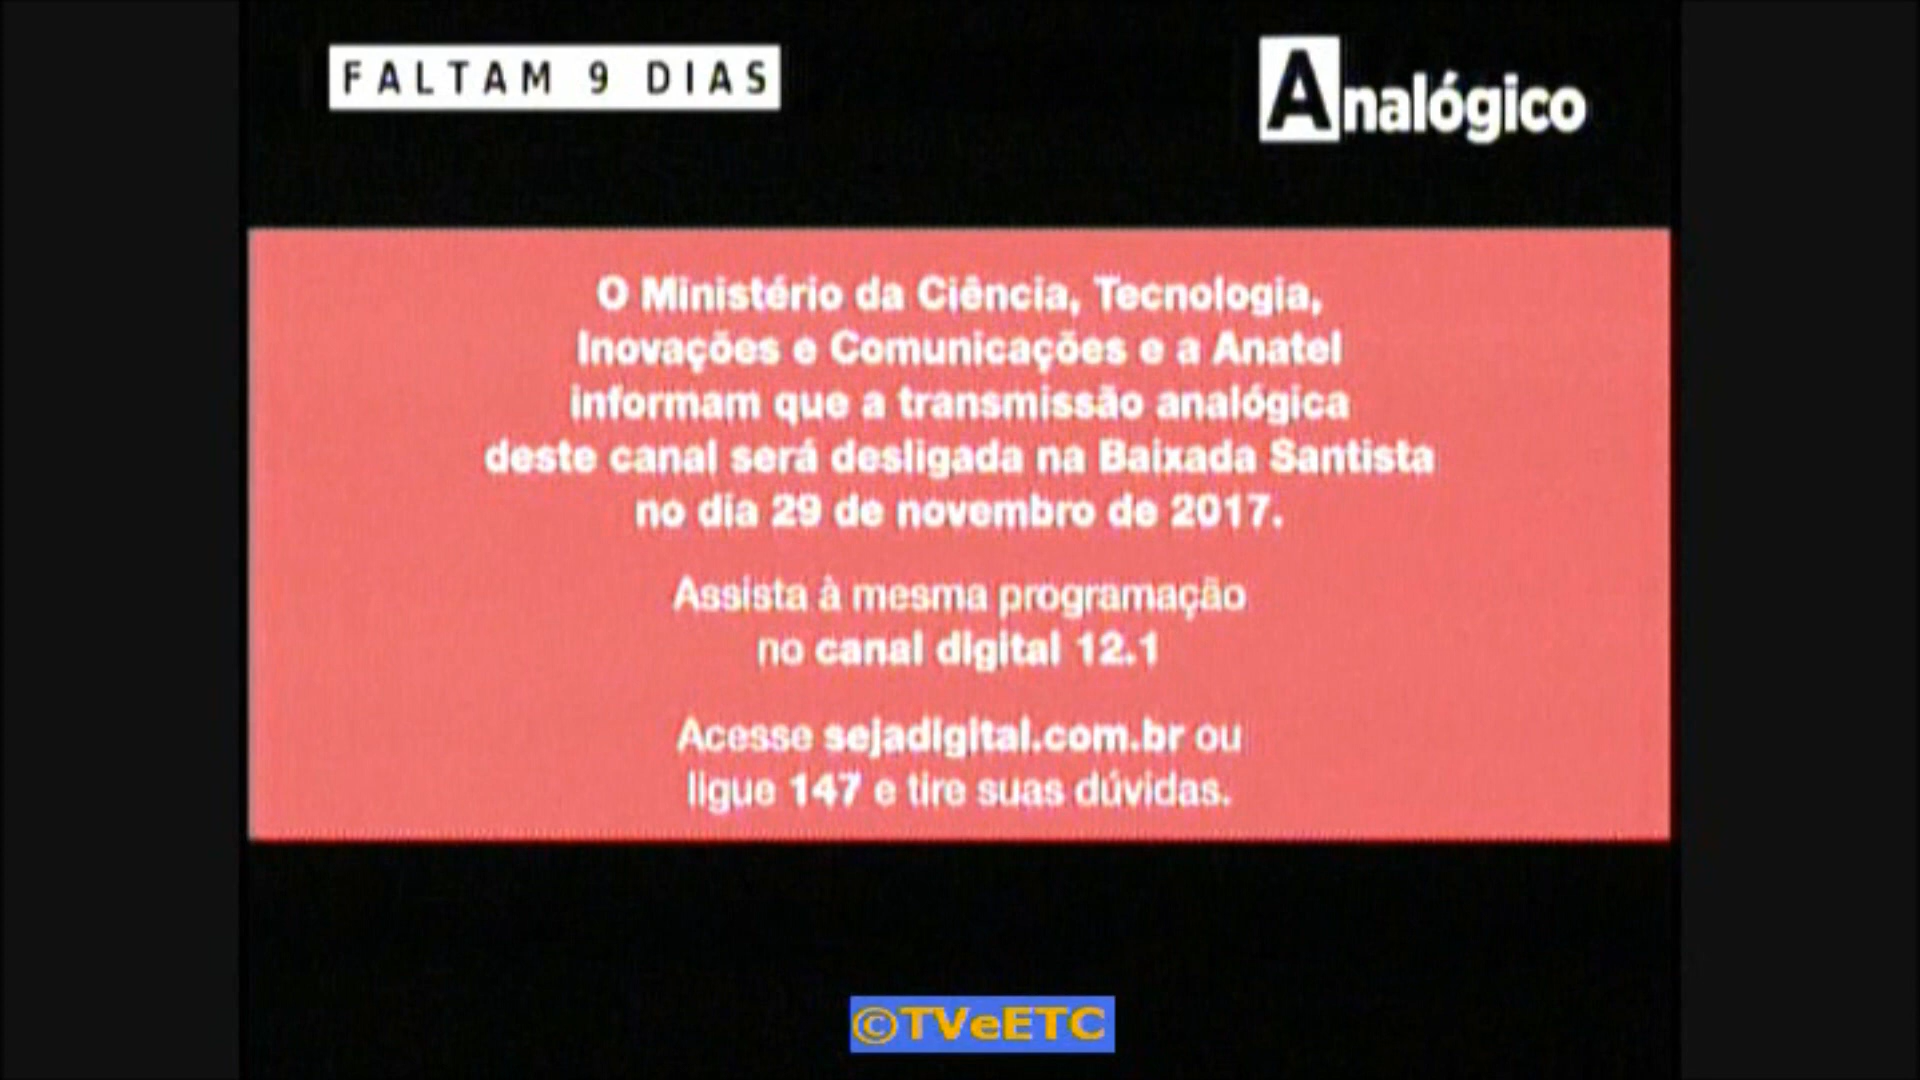 FALTAM 9 DIAS
Analógico
O Ministério da Ciência, Tecnologia,
Inovações e Comunicações e a Anatel
informam que a transmissão analógica
deste canal será desligada na Baixada Santista
no dia 29 de novembro de 2017.
Assista à mesma programação
no canal digital 12.1
Acesse sejadigital.com.br ou
ligue 147 e tire suas dúvidas.
©TVeETC